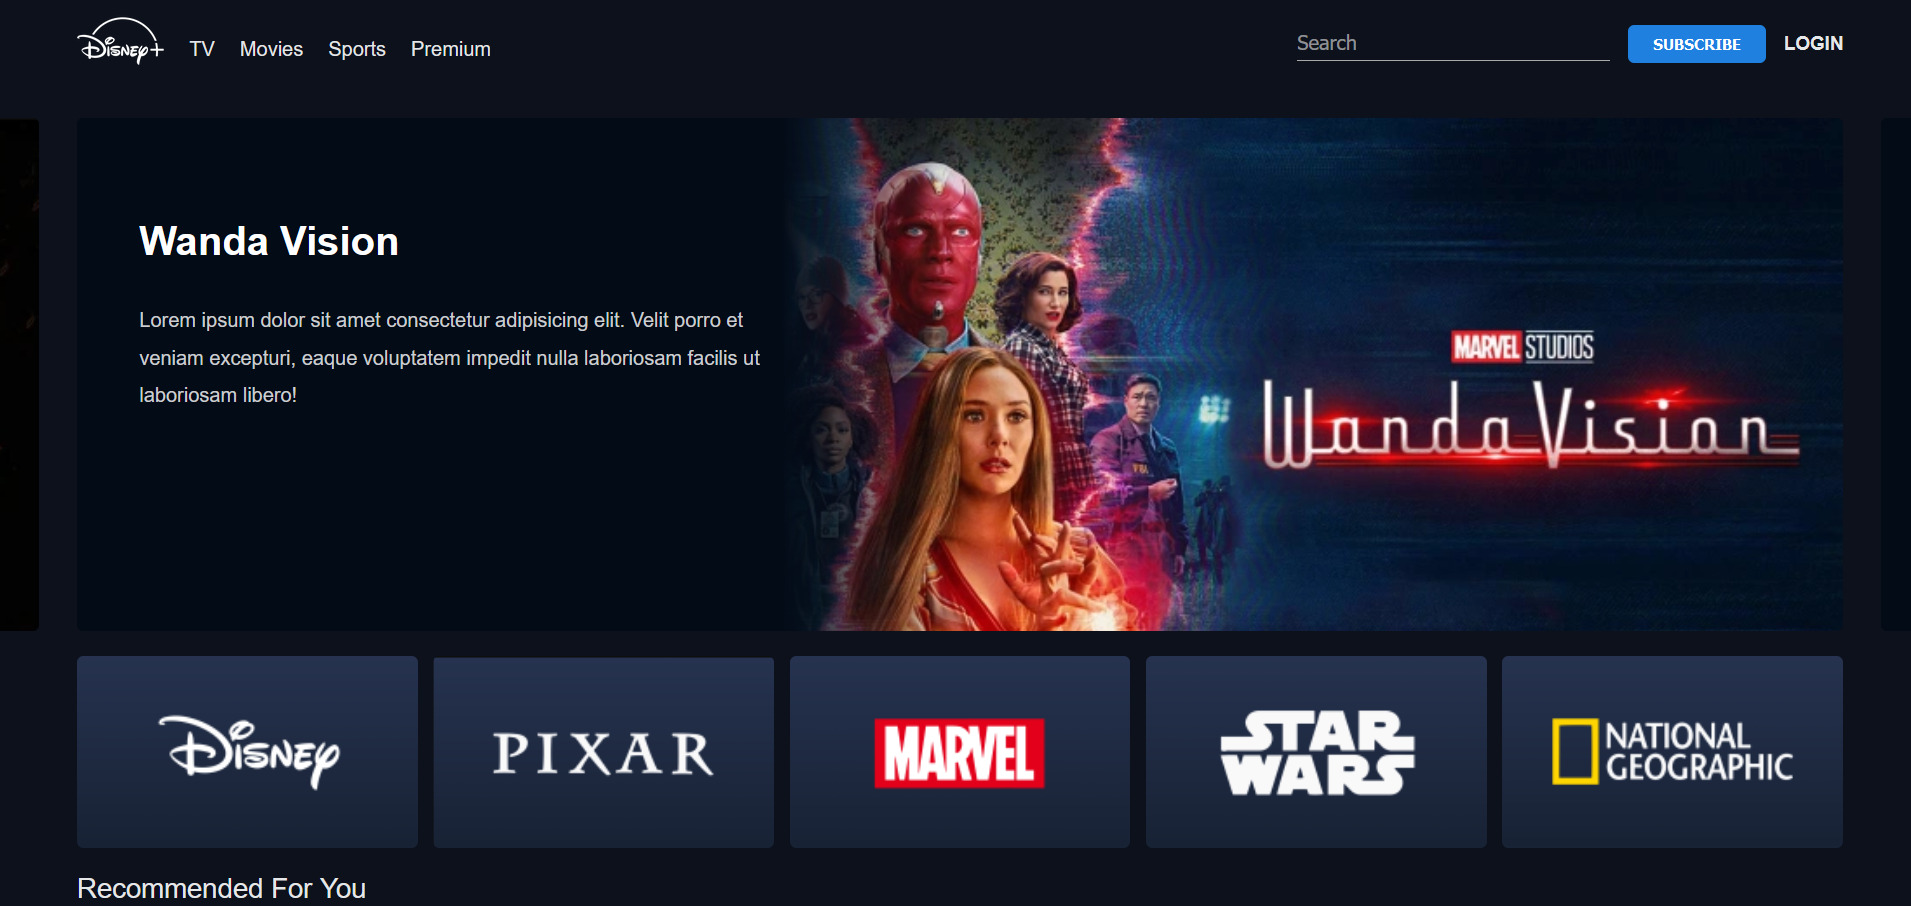 Disney+
TV Movies Sports Premium
Search
SUBSCRIBE
LOGIN
Wanda Vision
Lorem ipsum dolor sit amet consectetur adipisicing elit. Velit porro et
veniam excepturi, eaque voluptatem impedit nulla laboriosam facilis ut
laboriosam libero!
FBI
MARVEL STUDIOS
WandaVision
Disney
PIXAR
MARVEL
STAR
WARS
NATIONAL
GEOGRAPHIC
Recommended For You